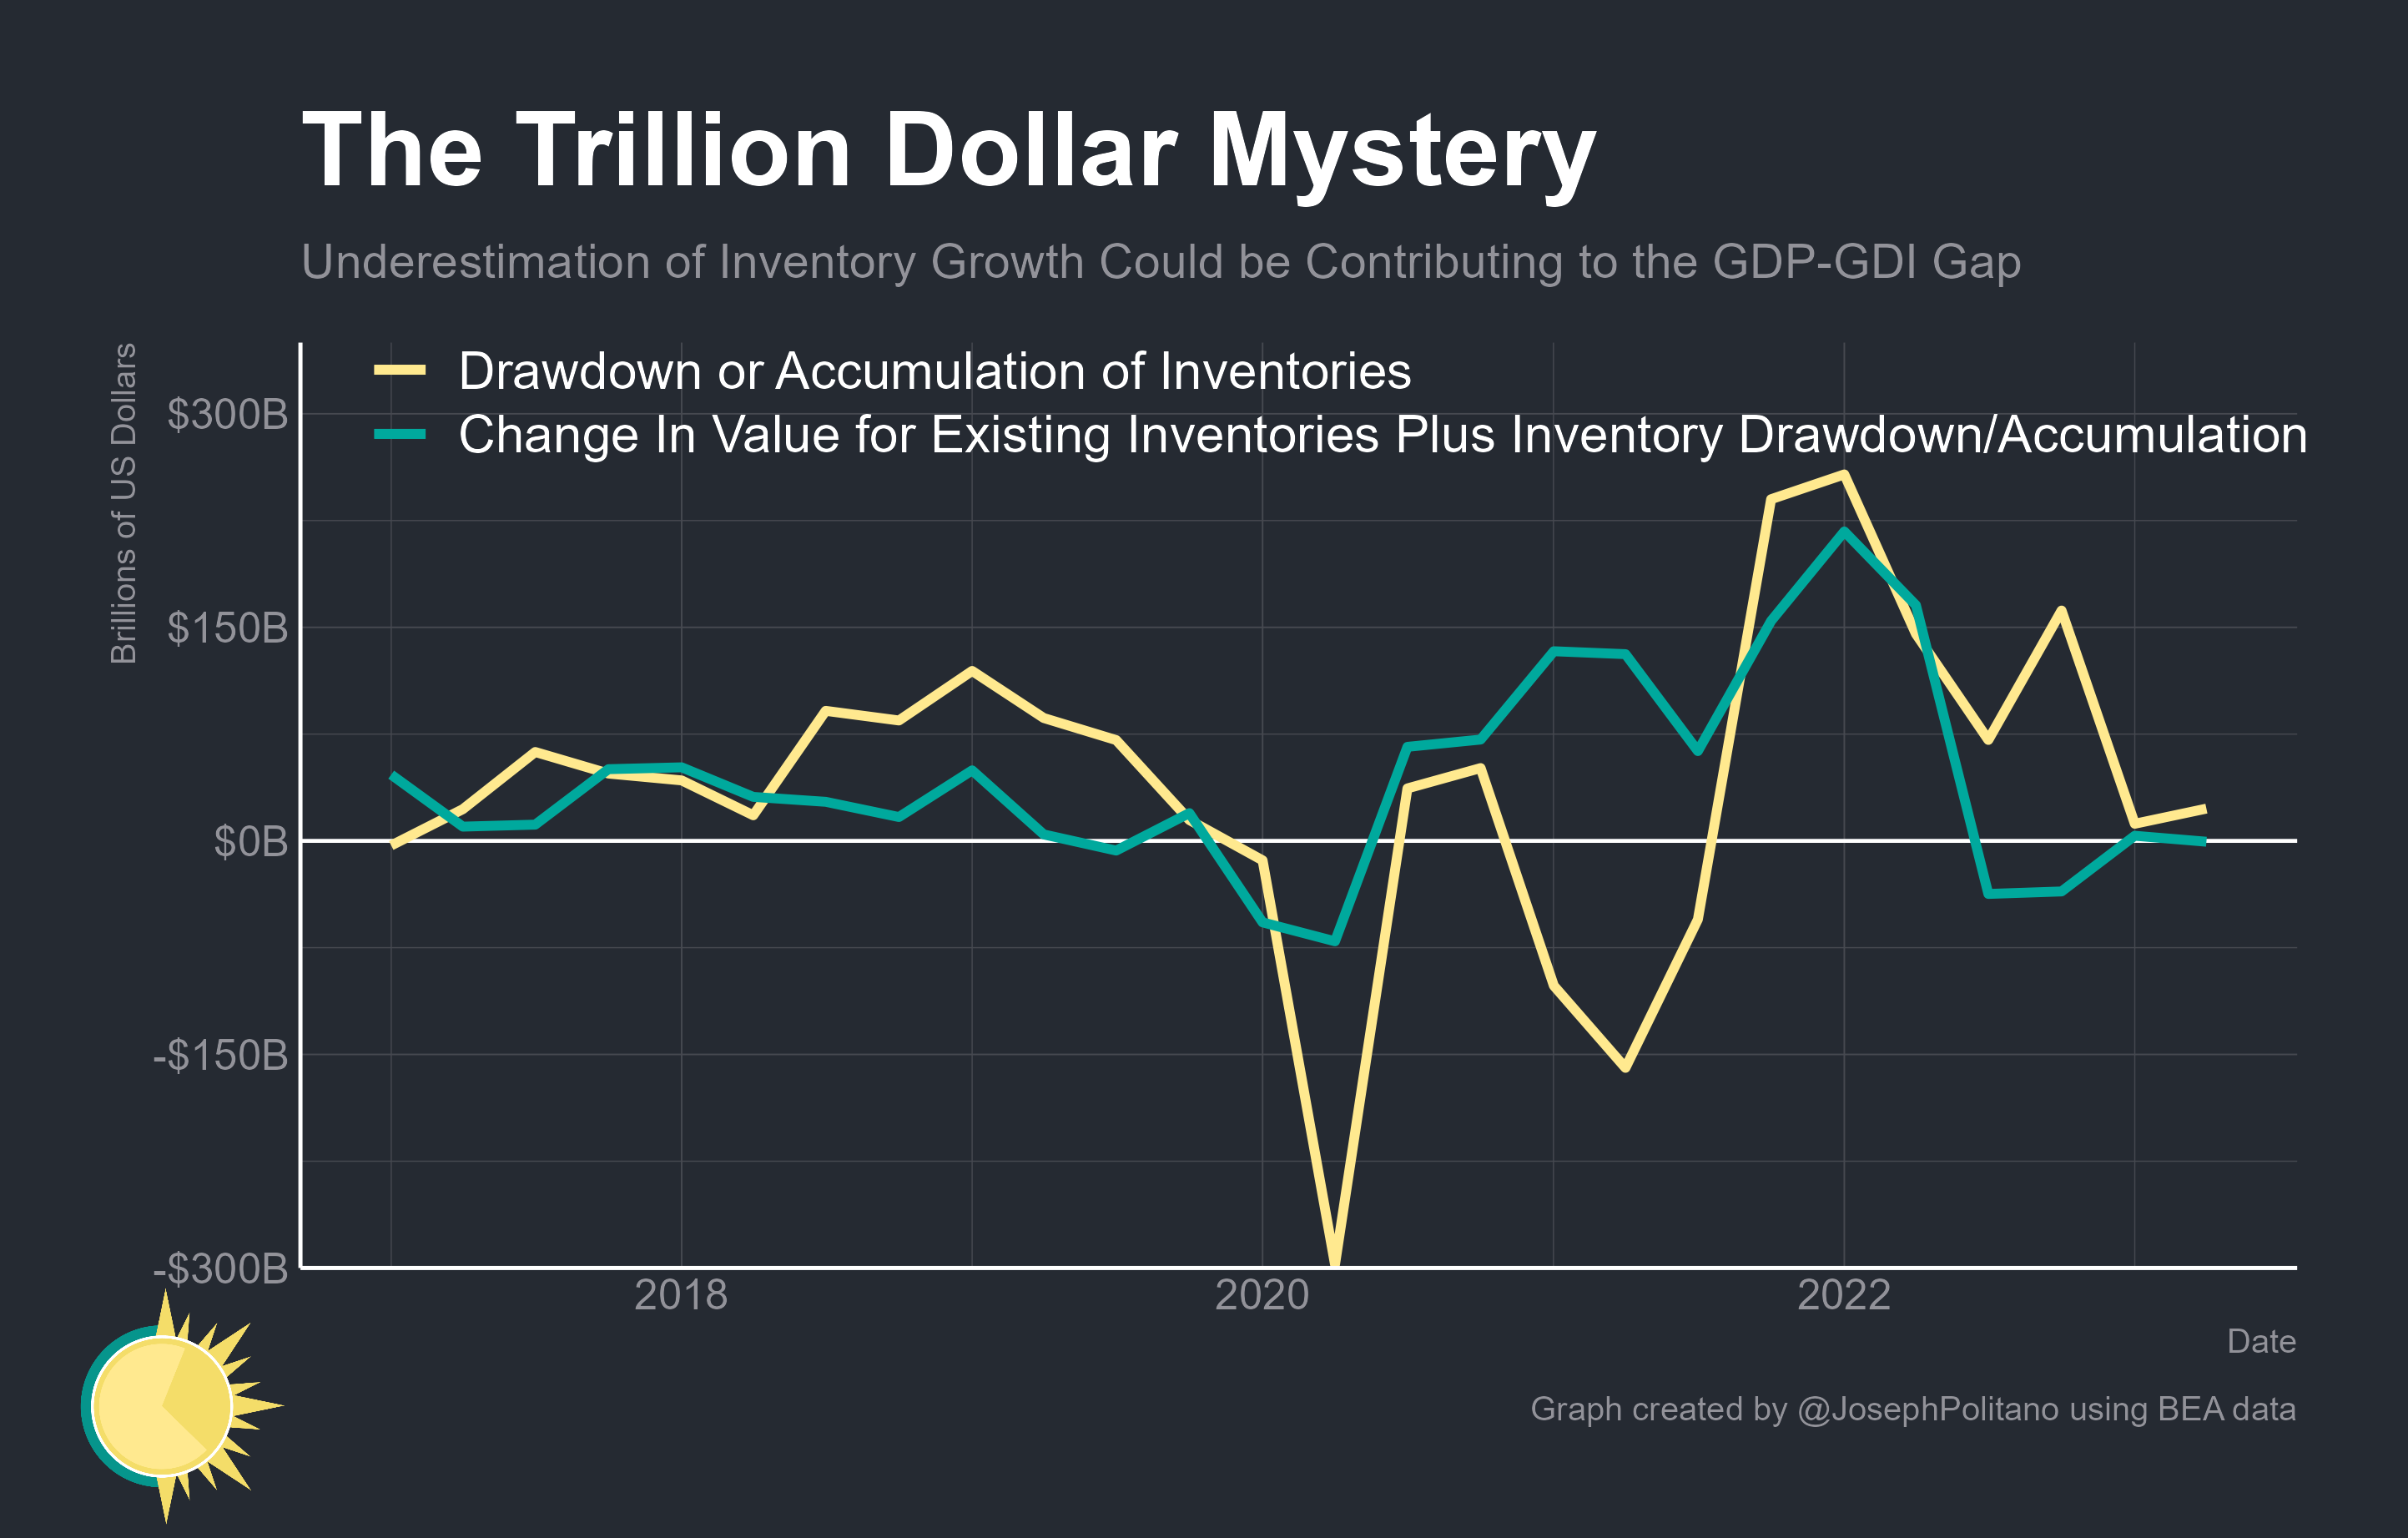 The Trillion Dollar Mystery
Underestimation of Inventory Growth Could be Contributing to the GDP-GDI Gap
Brillions of US Dollars
Drawdown or Accumulation of Inventories
Change In Value for Existing Inventories Plus Inventory Drawdown/Accumulation
$300B
$150B
$0B
-$150B
-$300B
2018 2020 2022
Date
Graph created by @JosephPolitano using BEA data